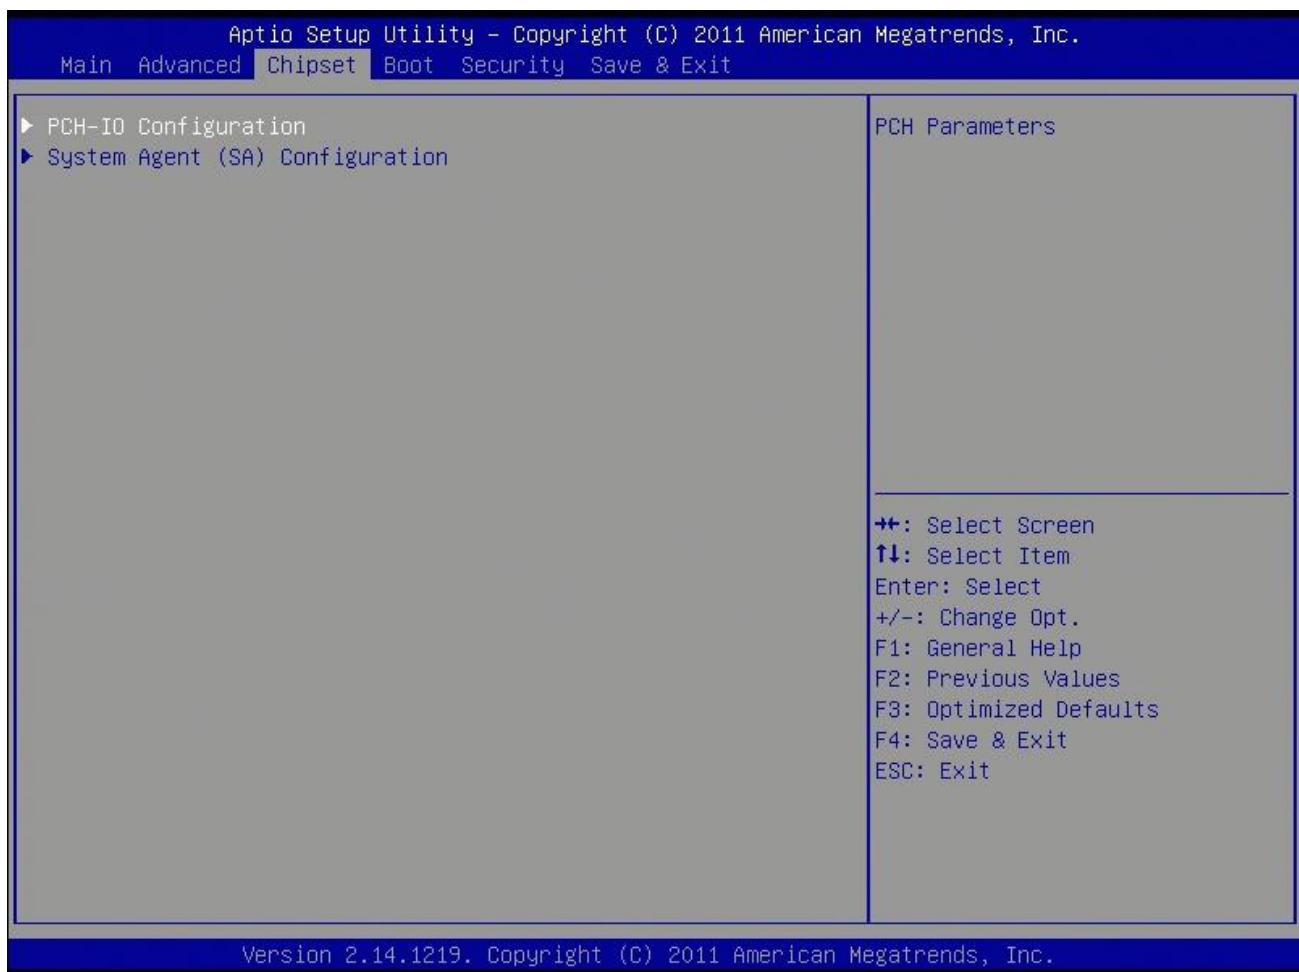 Aptio Setup Utility – Copyright (C) 2011 American Megatrends, Inc.
Main Advanced Chipset Boot Security Save & Exit
► PCH-IO Configuration
► System Agent (SA) Configuration
PCH Parameters
→←: Select Screen
↑↓: Select Item
Enter: Select
+/-: Change Opt.
F1: General Help
F2: Previous Values
F3: Optimized Defaults
F4: Save & Exit
ESC: Exit
Version 2.14.1219. Copyright (C) 2011 American Megatrends, Inc.